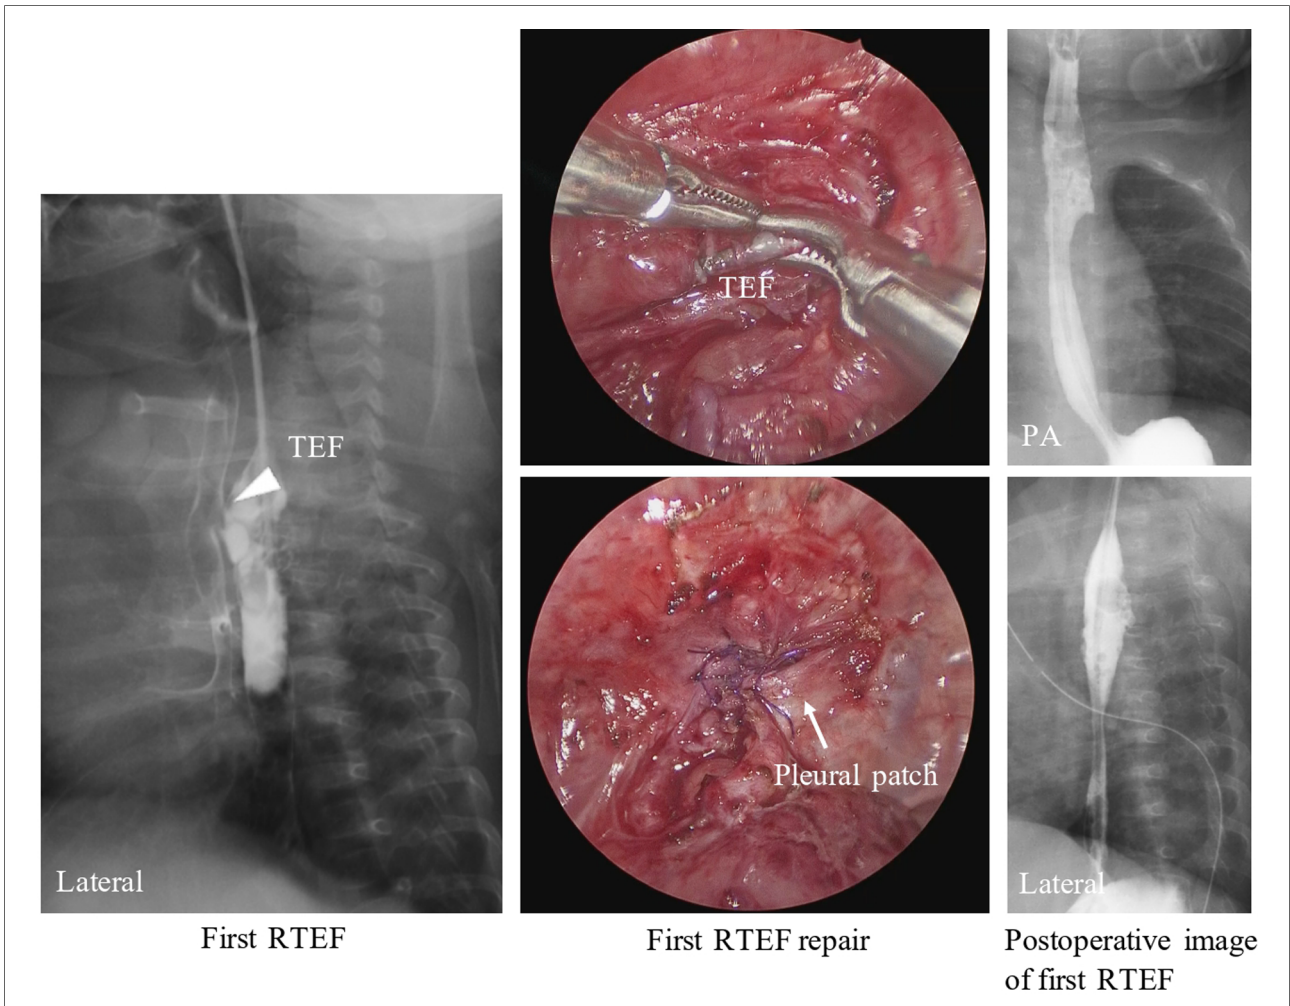 TEF
Lateral
First RTEF
TEF
Pleural patch
First RTEF repair
PA
Lateral
Postoperative image
of first RTEF